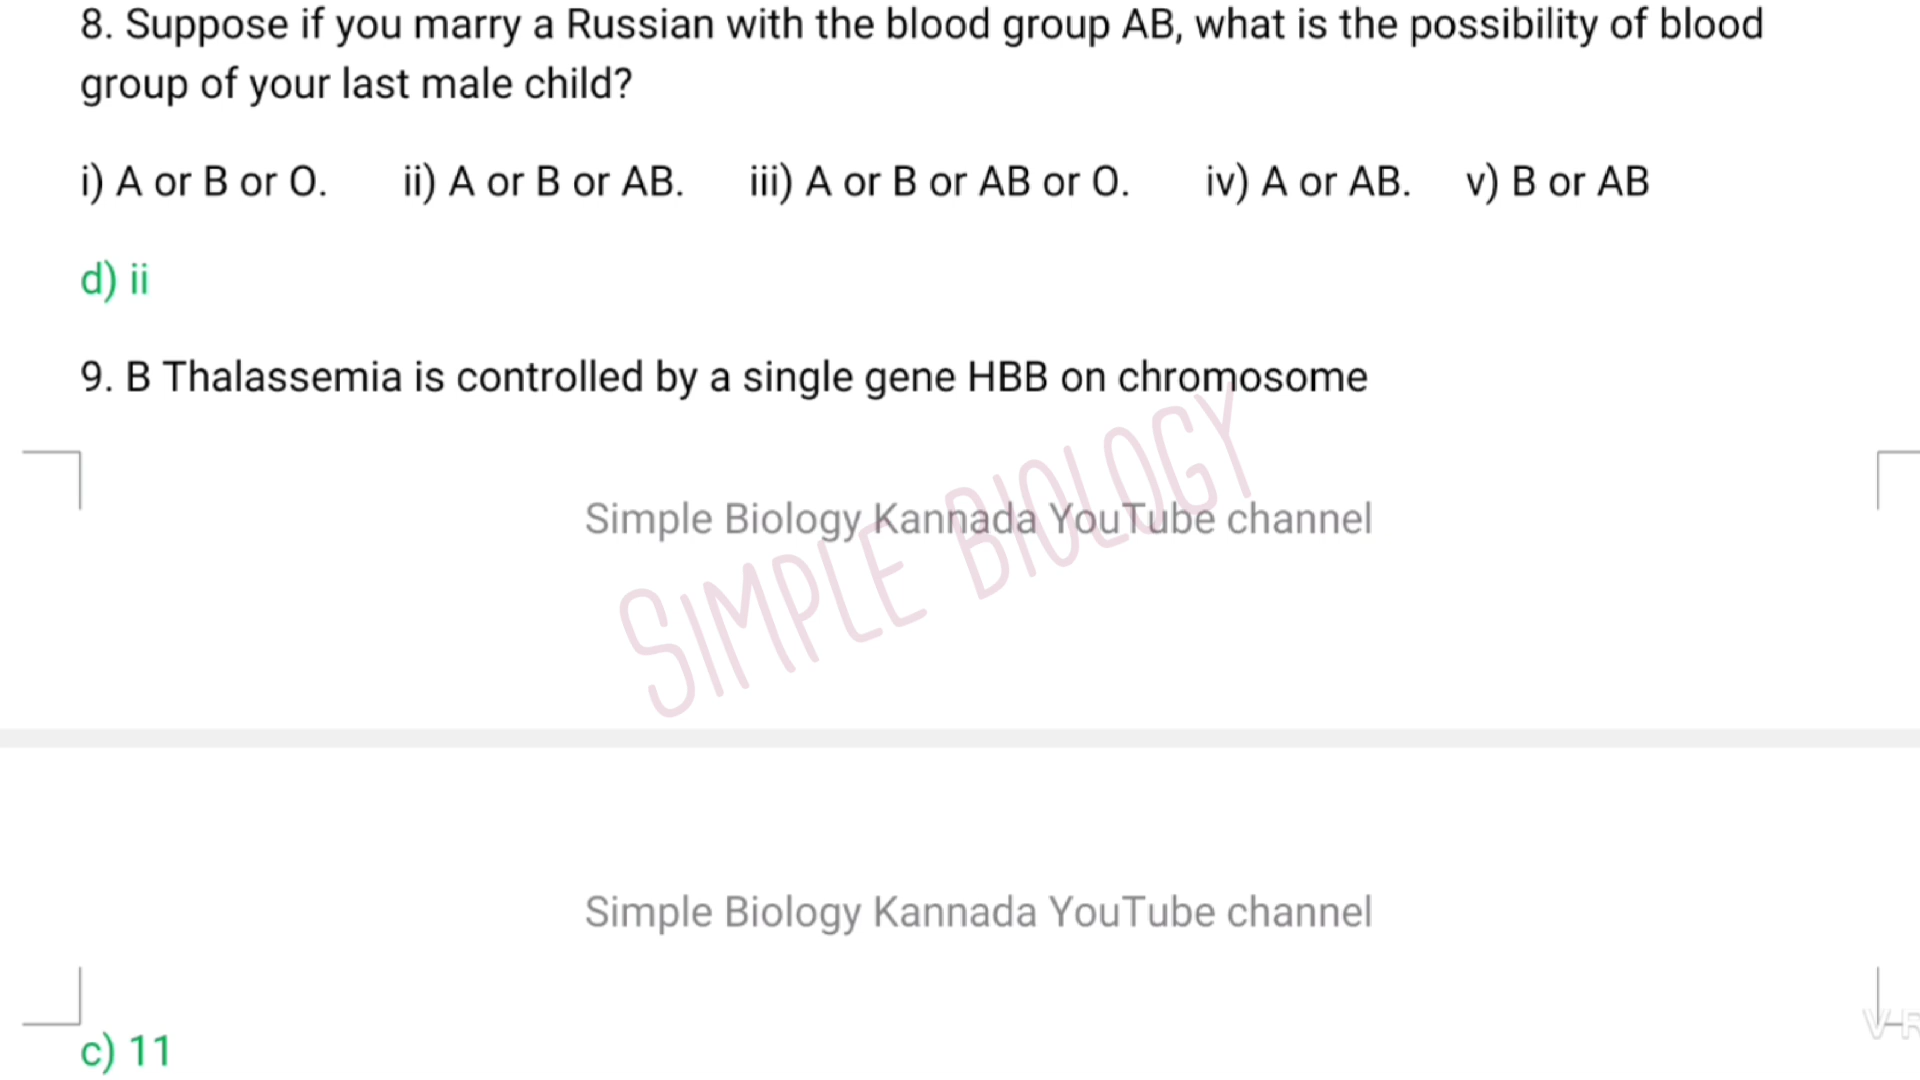 8. Suppose if you marry a Russian with the blood group AB, what is the possibility of blood
group of your last male child?
i) A or B or O. ii) A or B or AB. iii) A or B or AB or O. iv) A or AB. v) B or AB
d) ii
9. B Thalassemia is controlled by a single gene HBB on chromosome
Simple Biology Kannada YouTube channel
SIMPLE BIOLOGY
Simple Biology Kannada YouTube channel
c) 11